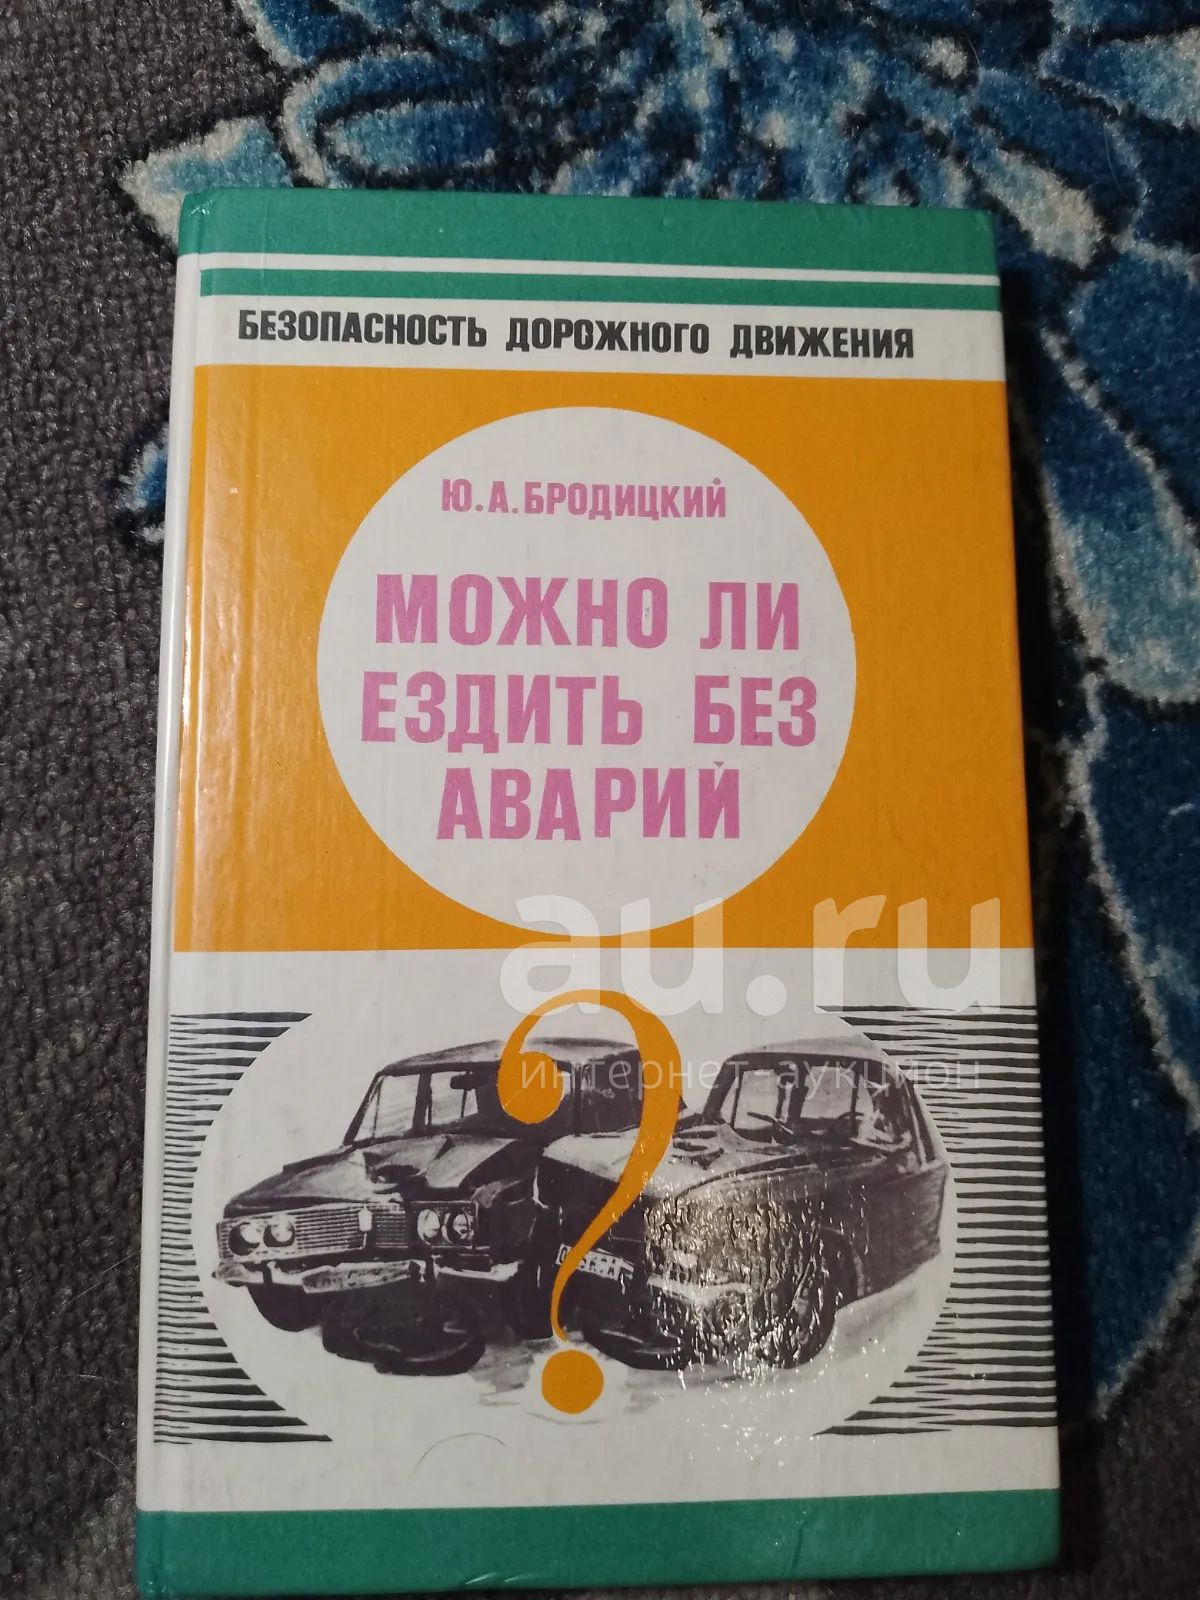 БЕЗОПАСНОСТЬ ДОРОЖНОГО ДВИЖЕНИЯ
Ю.А.БРОДИЦКИЙ
МОЖНО ЛИ
ЕЗДИТЬ БЕЗ
АВАРИЙ
?
au.ru
интернет-аукцион